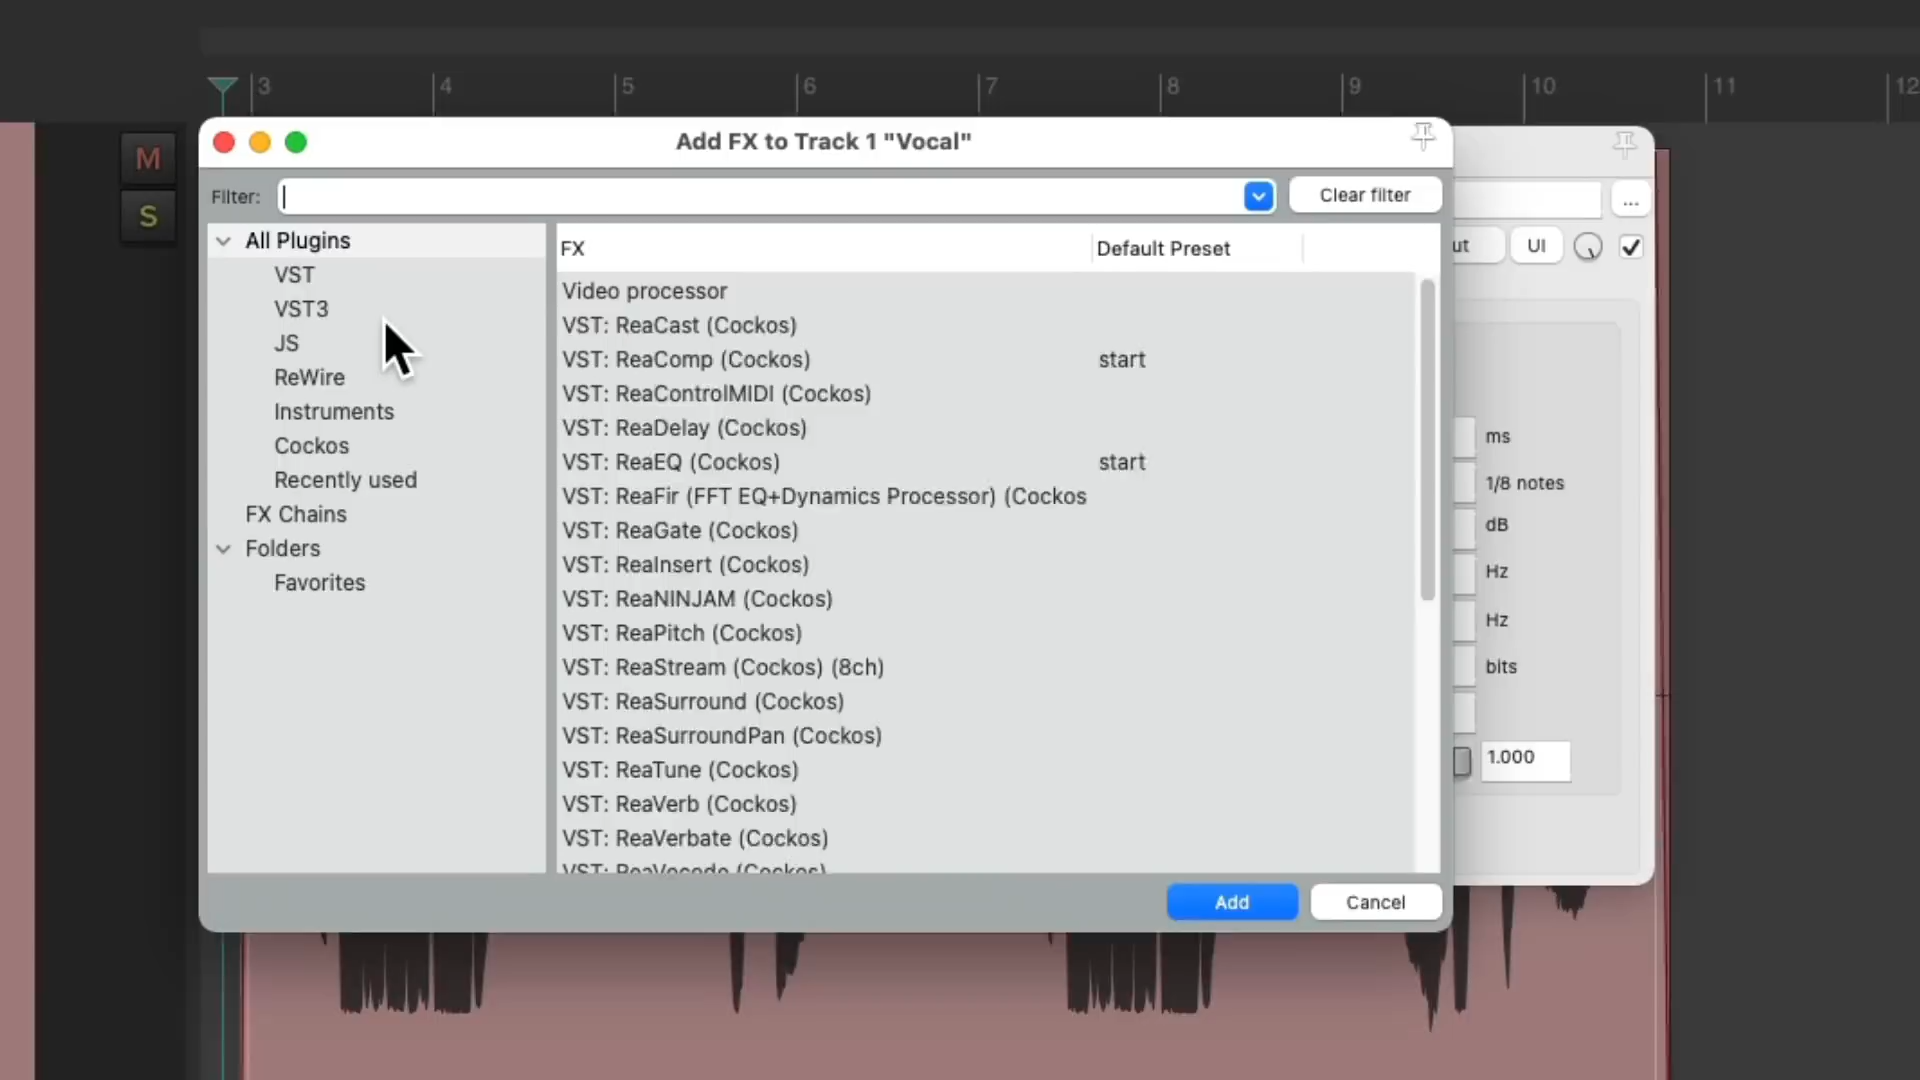 3 4 5 6 7 8 9 10 11 12
M
S
Add FX to Track 1 "Vocal"
Filter:
Clear filter
...
ut
UI
All Plugins
VST
VST3
JS
ReWire
Instruments
Cockos
Recently used
FX Chains
Folders
Favorites
FX Default Preset
Video processor
VST: ReaCast (Cockos)
VST: ReaComp (Cockos) start
VST: ReaControlMIDI (Cockos)
VST: ReaDelay (Cockos)
VST: ReaEQ (Cockos) start
VST: ReaFir (FFT EQ+Dynamics Processor) (Cockos
VST: ReaGate (Cockos)
VST: ReaInsert (Cockos)
VST: ReaNINJAM (Cockos)
VST: ReaPitch (Cockos)
VST: ReaStream (Cockos) (8ch)
VST: ReaSurround (Cockos)
VST: ReaSurroundPan (Cockos)
VST: ReaTune (Cockos)
VST: ReaVerb (Cockos)
VST: ReaVerbate (Cockos)
VST: ReaVocode (Cockos)
ms
1/8 notes
dB
Hz
Hz
bits
1.000
Add
Cancel